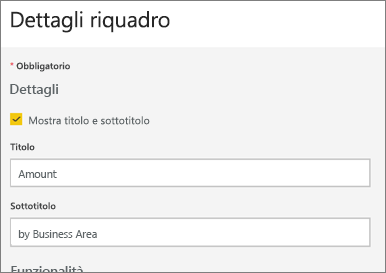 Dettagli riquadro
* Obbligatorio
Dettagli
Mostra titolo e sottotitolo
Titolo
Amount
Sottotitolo
by Business Area
Funzionalità